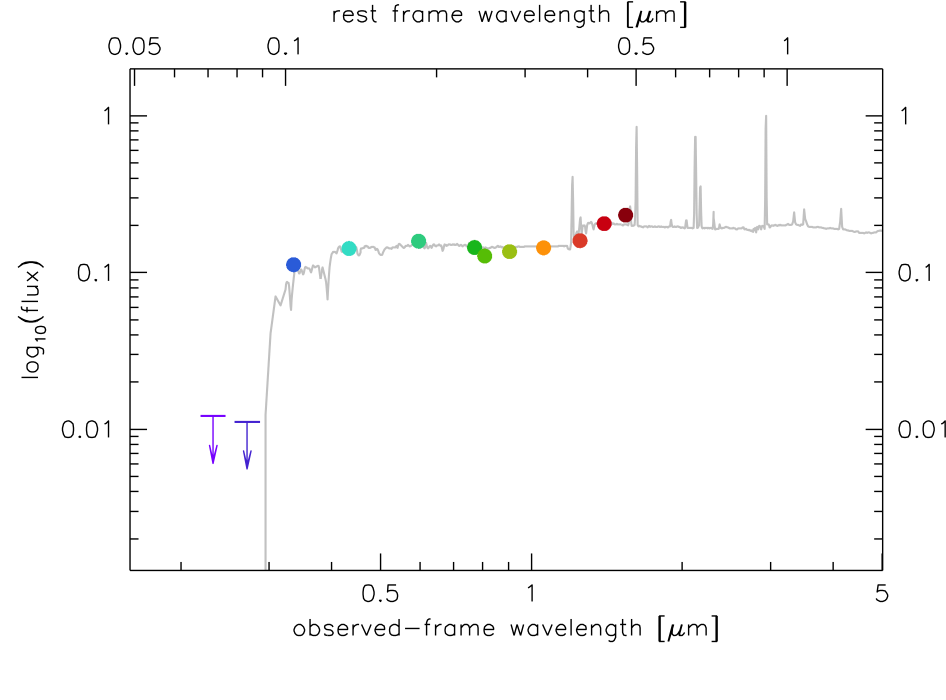 rest frame wavelength [μm]
0.05 0.1 0.5 1
1 1
0.1 0.1
0.01 0.01
log10(flux)
0.5 1 5
observed-frame wavelength [μm]